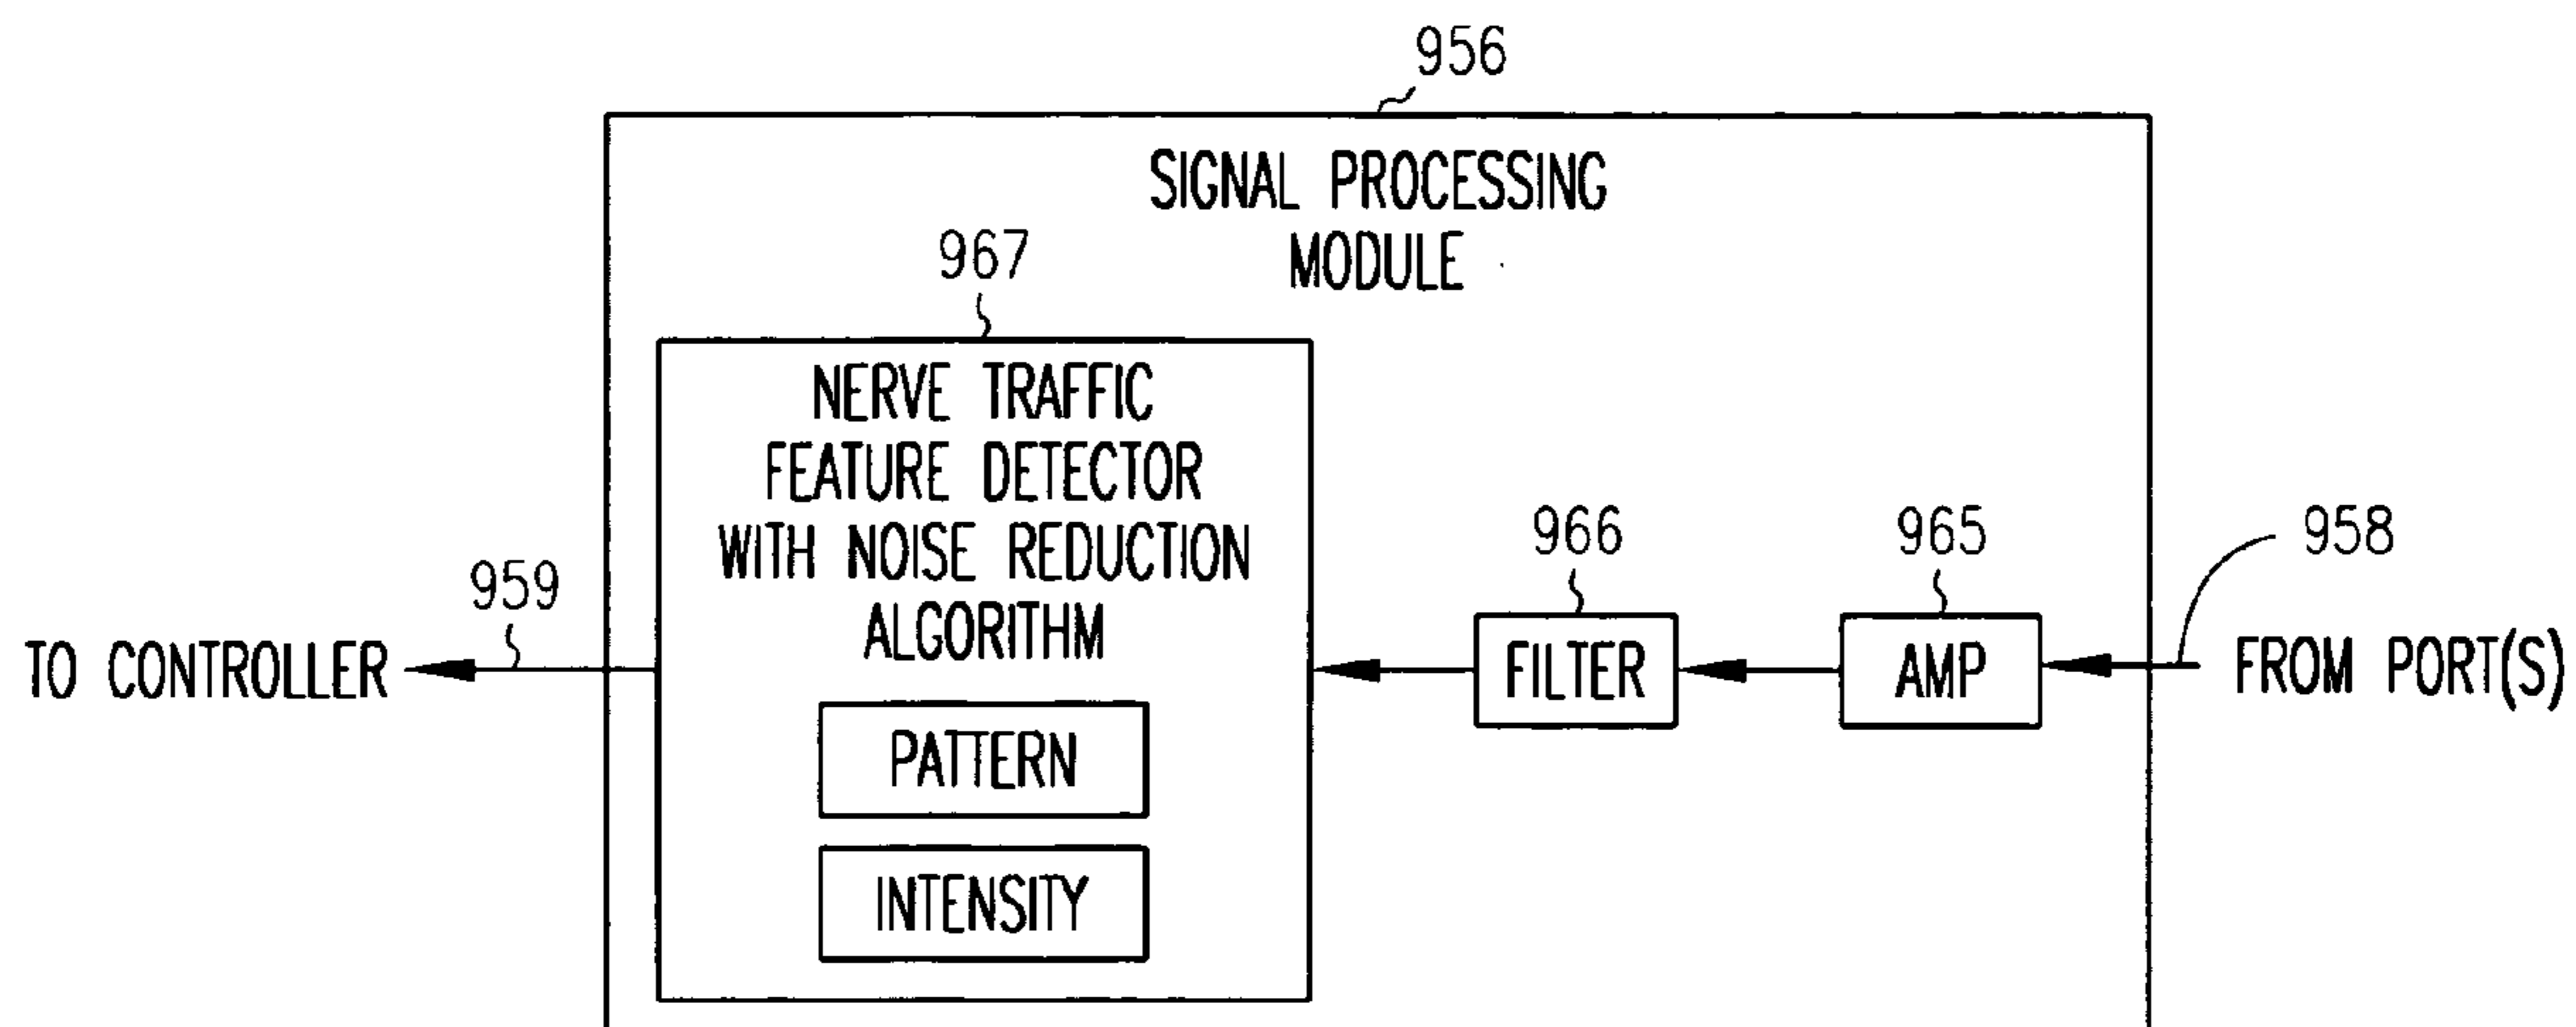 956
SIGNAL PROCESSING
MODULE
967
NERVE TRAFFIC
FEATURE DETECTOR
WITH NOISE REDUCTION
ALGORITHM
PATTERN
INTENSITY
966
FILTER
965
AMP
958
FROM PORT(S)
959
TO CONTROLLER